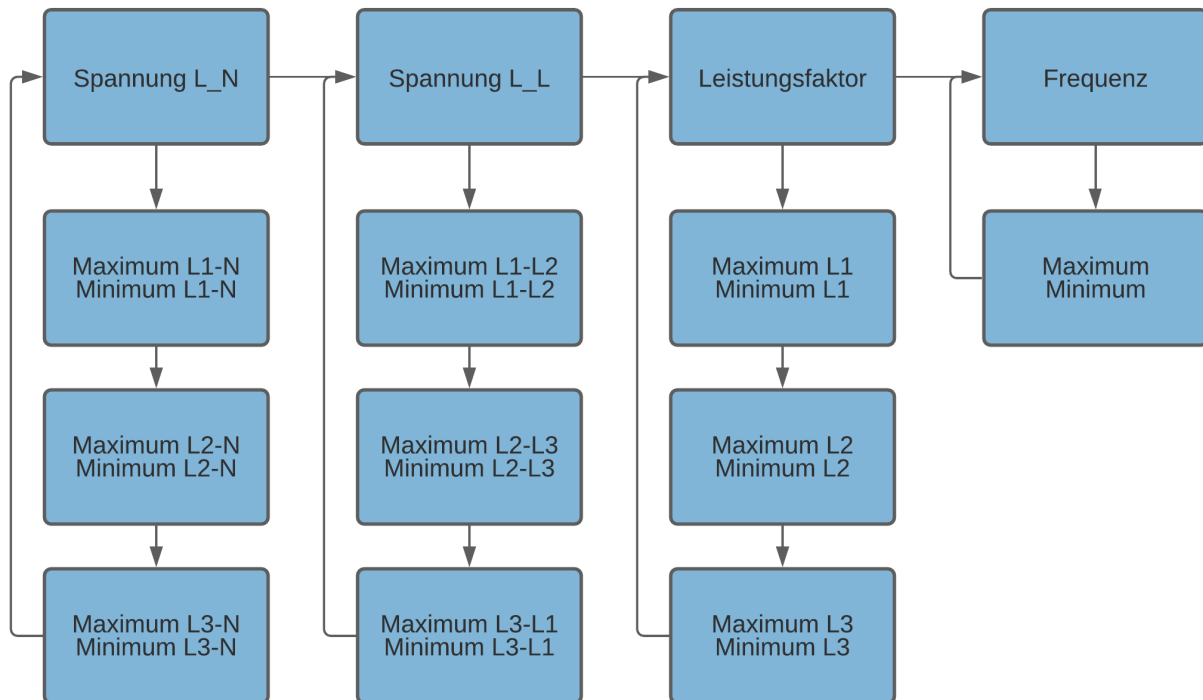 Spannung L_N
Spannung L_L
Leistungsfaktor
Frequenz
Maximum L1-N
Minimum L1-N
Maximum L1-L2
Minimum L1-L2
Maximum L1
Minimum L1
Maximum
Minimum
Maximum L2-N
Minimum L2-N
Maximum L2-L3
Minimum L2-L3
Maximum L2
Minimum L2
Maximum L3-N
Minimum L3-N
Maximum L3-L1
Minimum L3-L1
Maximum L3
Minimum L3